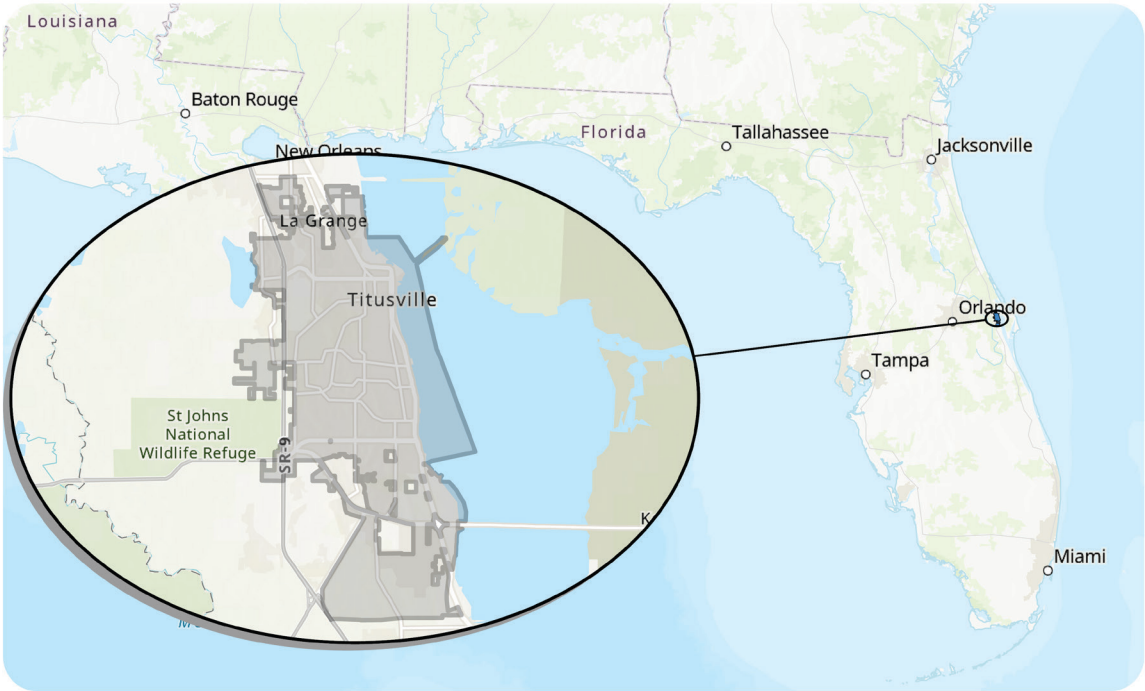 Louisiana
Baton Rouge
New Orleans
Florida
Tallahassee
Jacksonville
La Grange
Titusville
Orlando
Tampa
St Johns
National
Wildlife Refuge
SR-9
K
Miami